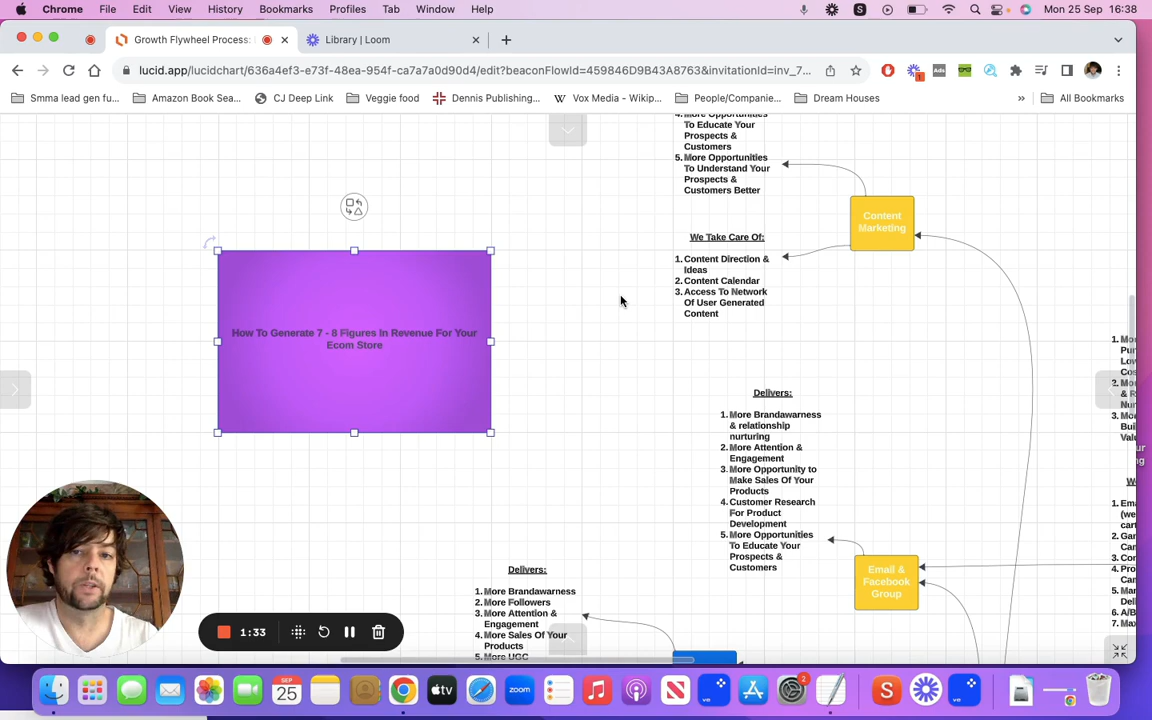 Chrome File Edit View History Bookmarks Profiles Tab Window Help
Mon 25 Sep 16:38
Growth Flywheel Process:
Library | Loom
lucid.app/lucidchart/636a4ef3-e73f-48ea-954f-ca7a7a0d90d4/edit?beaconFlowId=459846D9B43A8763&invitationId=inv_7...
Smma lead gen fu... Amazon Book Sea... CJ Deep Link Veggie food Dennis Publishing... Vox Media - Wikip... People/Companie... Dream Houses » All Bookmarks
4. More Opportunities
To Educate Your
Prospects &
Customers
5. More Opportunities
To Understand Your
Prospects &
Customers Better
Content
Marketing
We Take Care Of:
1. Content Direction &
Ideas
2. Content Calendar
3. Access To Network
Of User Generated
Content
How To Generate 7 - 8 Figures In Revenue For Your
Ecom Store
Delivers:
1. More Brandawarness
& relationship
nurturing
2. More Attention &
Engagement
3. More Opportunity to
Make Sales Of Your
Products
4. Customer Research
For Product
Development
5. More Opportunities
To Educate Your
Prospects &
Customers
Email &
Facebook
Group
Delivers:
1. More Brandawarness
2. More Followers
3. More Attention &
Engagement
4. More Sales Of Your
Products
5. More UGC
1:33
SEP
25
tv
zoom
2